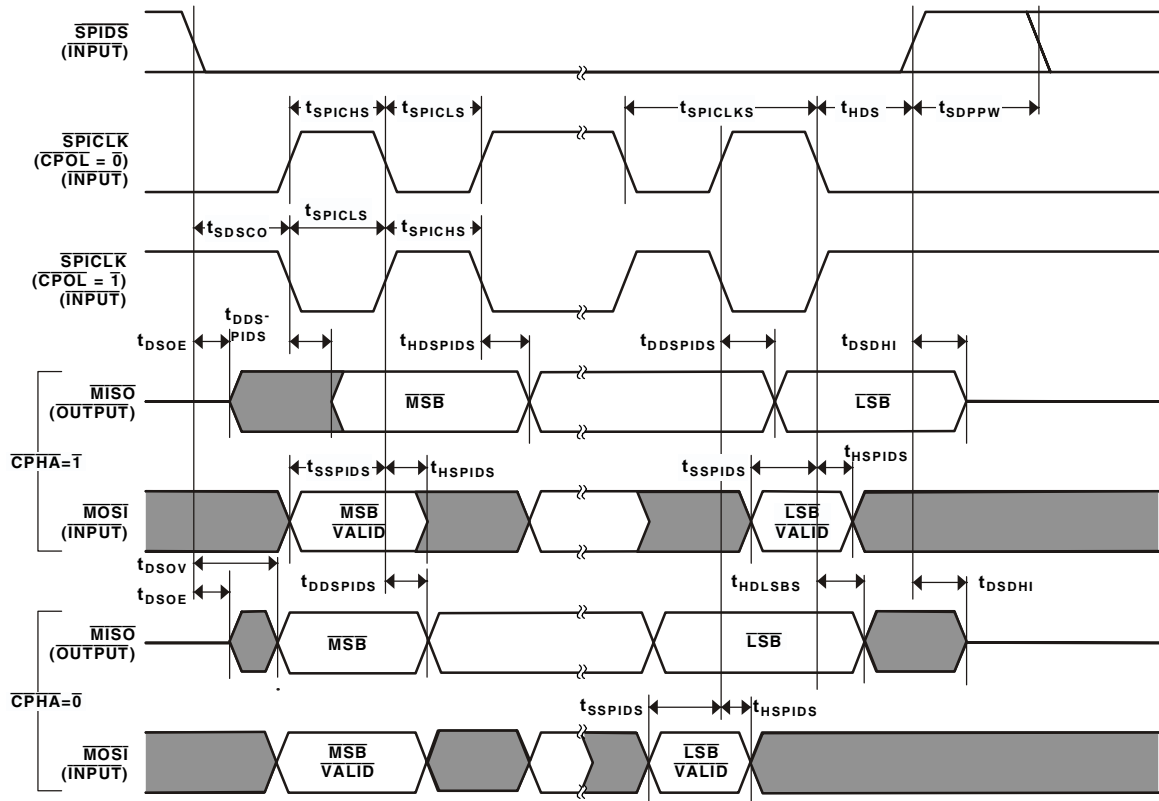 SPIDS
(INPUT)
tSPICHS tSPICLS tSPICLKS tHDS tSDPPW
SPICLK
(CPOL = 0)
(INPUT)
tSDSCO tSPICLS tSPICHS
SPICLK
(CPOL = 1)
(INPUT)
tDSOE tDDS-
PIDS tHDSPIDS tDDSPIDS tDSDHI
MISO
(OUTPUT)
MSB LSB
CPHA=1
tSSPIDS tHSPIDS tSSPIDS tHSPIDS
MOSI
(INPUT)
MSB
VALID
LSB
VALID
tDSOV
tDSOE tDDSPIDS tHDLSBS tDSDHI
MISO
(OUTPUT)
MSB LSB
CPHA=0
tSSPIDS tHSPIDS
MOSI
(INPUT)
MSB
VALID
LSB
VALID